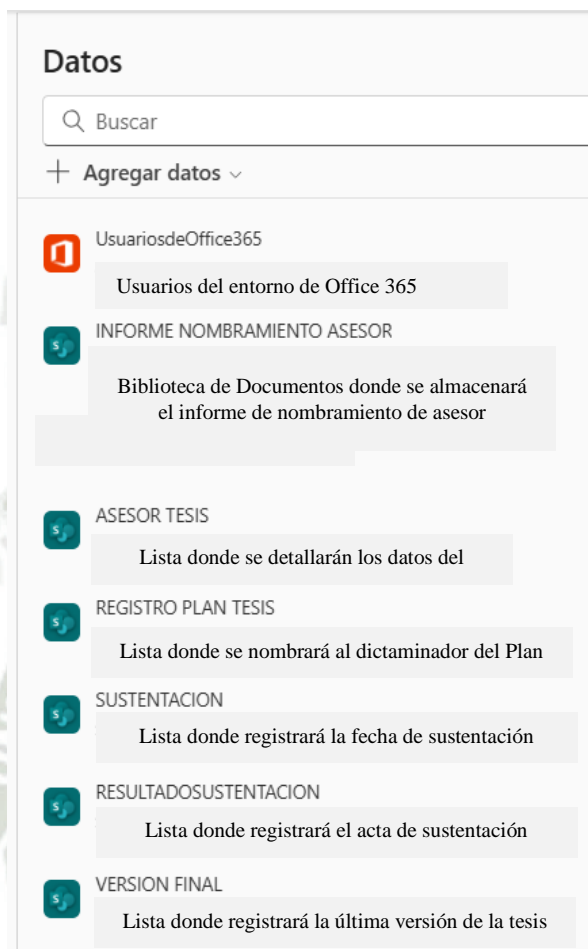 Datos
Buscar
Agregar datos
UsuariosdeOffice365
Usuarios del entorno de Office 365
INFORME NOMBRAMIENTO ASESOR
Biblioteca de Documentos donde se almacenará
el informe de nombramiento de asesor
ASESOR TESIS
Lista donde se detallarán los datos del
REGISTRO PLAN TESIS
Lista donde se nombrará al dictaminador del Plan
SUSTENTACION
Lista donde registrará la fecha de sustentación
RESULTADOSUSTENTACION
Lista donde registrará el acta de sustentación
VERSION FINAL
Lista donde registrará la última versión de la tesis